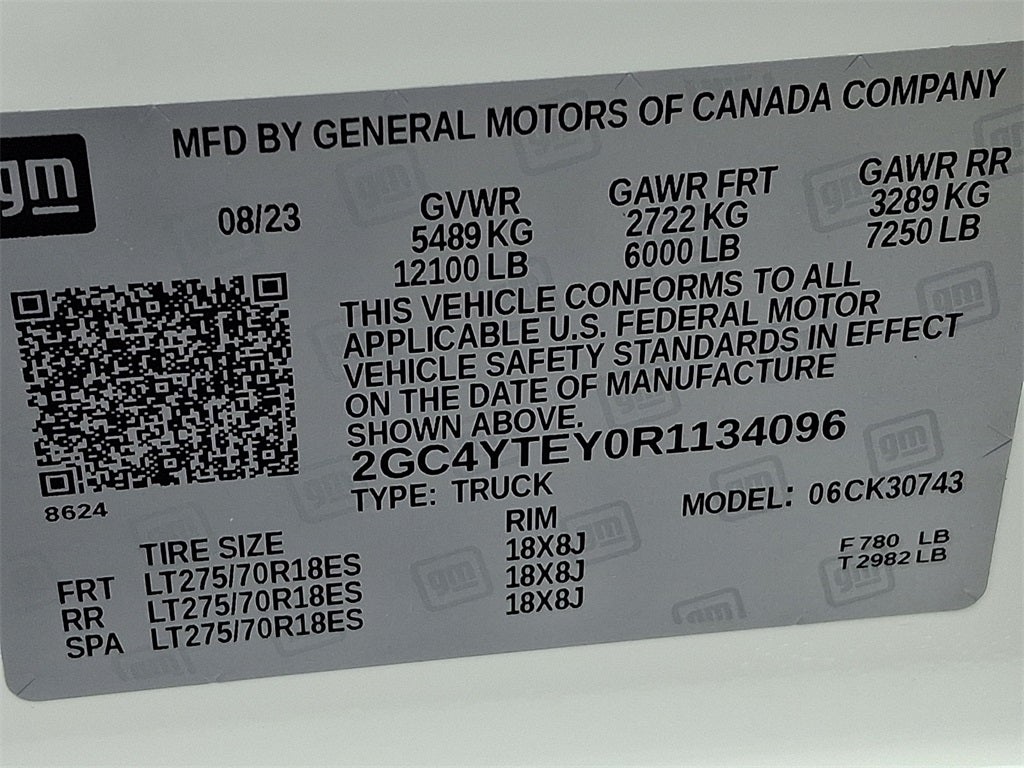 MFD BY GENERAL MOTORS OF CANADA COMPANY
gm
08/23
GVWR
5489 KG
12100 LB
GAWR FRT
2722 KG
6000 LB
GAWR RR
3289 KG
7250 LB
THIS VEHICLE CONFORMS TO ALL
APPLICABLE U.S. FEDERAL MOTOR
VEHICLE SAFETY STANDARDS IN EFFECT
ON THE DATE OF MANUFACTURE
SHOWN ABOVE.
2GC4YTEY0R1134096
TYPE: TRUCK
MODEL: 06CK30743
8624
TIRE SIZE
RIM
FRT LT275/70R18ES 18X8J
RR LT275/70R18ES 18X8J
SPA LT275/70R18ES 18X8J
F 780 LB
T 2982 LB